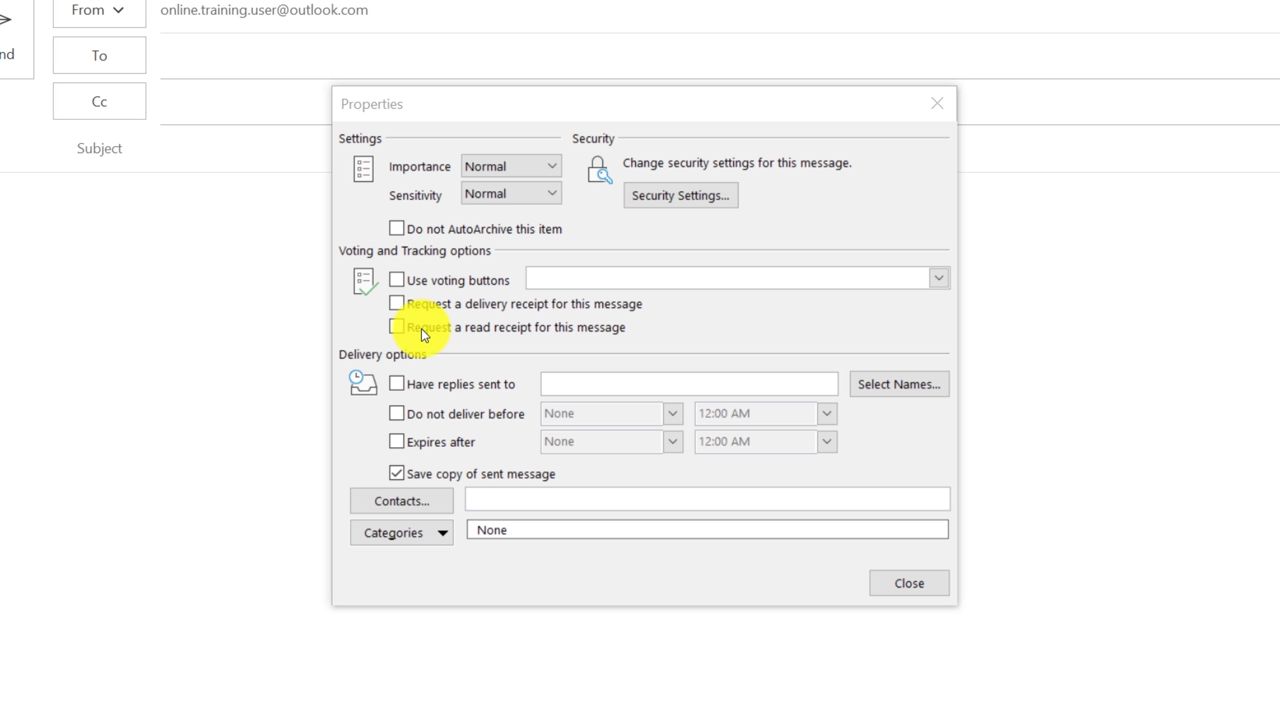 From online.training.user@outlook.com
nd
To
Cc
Subject
Properties
Settings Security
Importance Normal Change security settings for this message.
Sensitivity Normal Security Settings...
Do not AutoArchive this item
Voting and Tracking options
Use voting buttons
Request a delivery receipt for this message
Request a read receipt for this message
Delivery options
Have replies sent to Select Names...
Do not deliver before None 12:00 AM
Expires after None 12:00 AM
Save copy of sent message
Contacts...
Categories None
Close